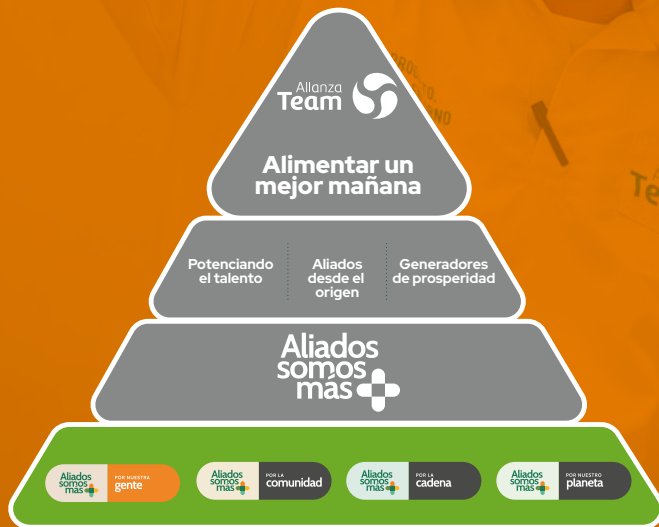 Alianza
Team
Alimentar un
mejor mañana
Potenciando
el talento
Aliados
desde el
origen
Generadores
de prosperidad
Aliados
somos
más
Aliados
somos
más
POR NUESTRA
gente
Aliados
somos
más
POR LA
comunidad
Aliados
somos
más
POR LA
cadena
Aliados
somos
más
POR NUESTRO
planeta